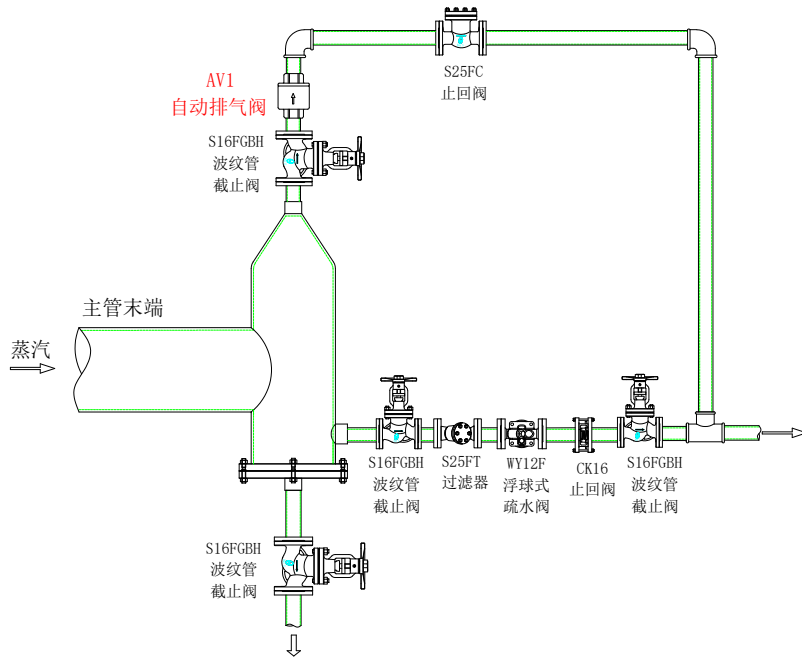 S25FC
止回阀
AV1
自动排气阀
S16FGBH
波纹管
截止阀
主管末端
蒸汽
S16FGBH
波纹管
截止阀
S25FT
过滤器
WY12F
浮球式
疏水阀
CK16
止回阀
S16FGBH
波纹管
截止阀
S16FGBH
波纹管
截止阀